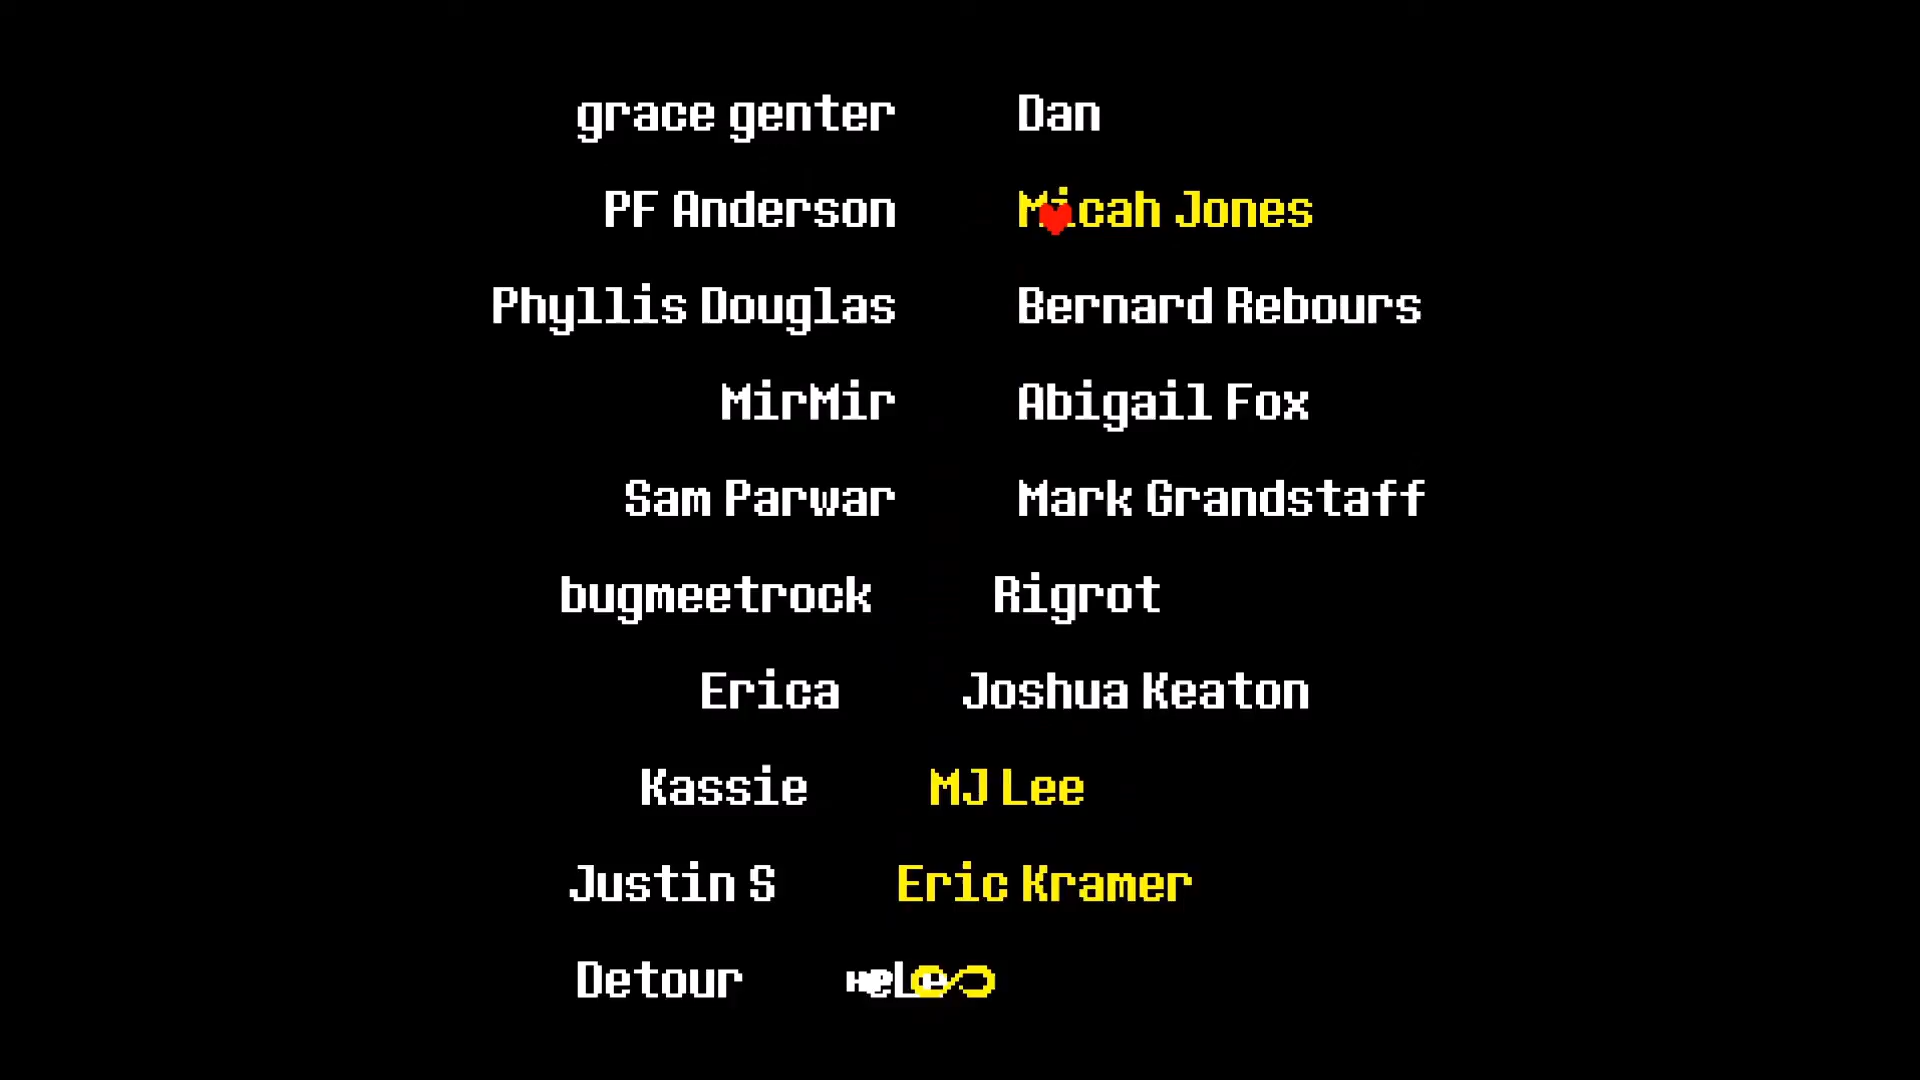 grace genter Dan
PF Anderson Micah Jones
Phyllis Douglas Bernard Rebours
MirMir Abigail Fox
Sam Parwar Mark Grandstaff
bugmeetrock Rigrot
Erica Joshua Keaton
Kassie MJ Lee
Justin S Eric Kramer
Detour